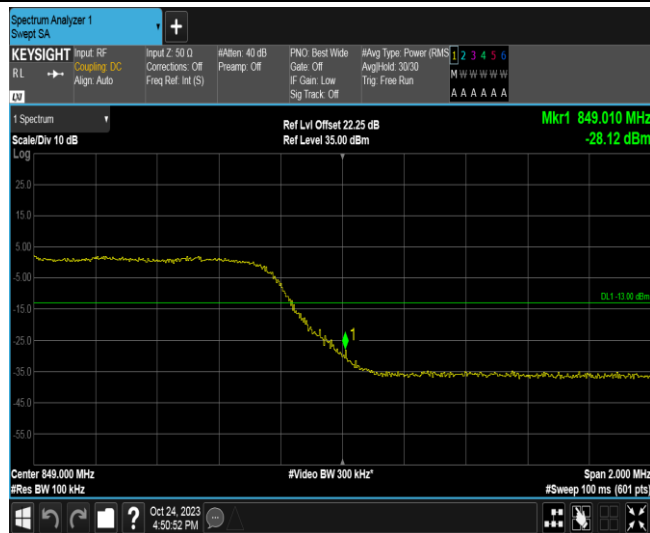 Spectrum Analyzer 1
Swept SA
+
KEYSIGHT
RL
Input: RF
Coupling: DC
Align: Auto
Input Z: 50 Ω
Corrections: Off
Freq Ref: Int (S)
#Atten: 40 dB
Preamp: Off
PNO: Best Wide
Gate: Off
IF Gain: Low
Sig Track: Off
#Avg Type: Power (RMS
Avg|Hold: 30/30
Trig: Free Run
1 2 3 4 5 6
M W W W W W
A A A A A A
1 Spectrum
Scale/Div 10 dB
Log
Ref Lvl Offset 22.25 dB
Ref Level 35.00 dBm
Mkr1 849.010 MHz
-28.12 dBm
25.0
15.0
5.00
-5.00
DL1 -13.00 dBm
-15.0
-25.0
1
-35.0
-45.0
-55.0
Center 849.000 MHz
#Res BW 100 kHz
#Video BW 300 kHz*
Span 2.000 MHz
#Sweep 100 ms (601 pts)
?
Oct 24, 2023
4:50:52 PM